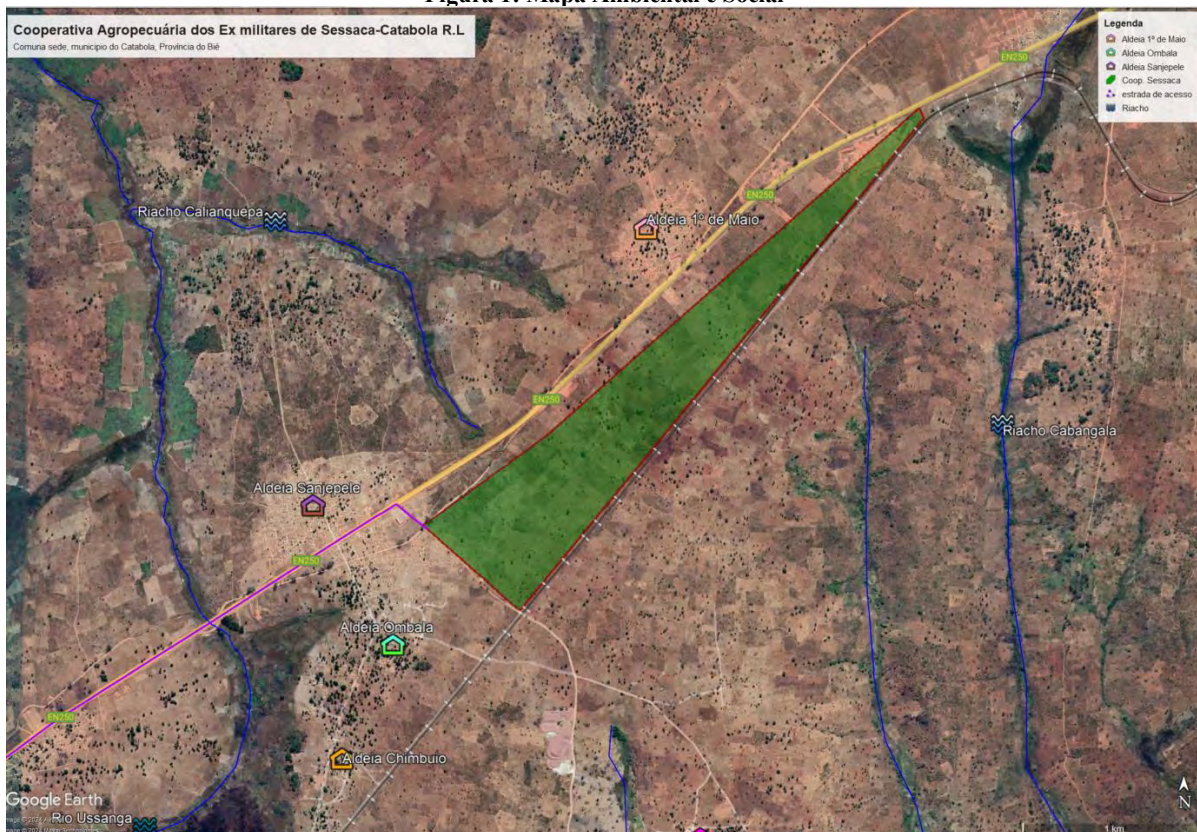 Figura 1: Mapa Ambiental e Social
Cooperativa Agropecuária dos Ex militares de Sessaca-Catabola R.L
Comuna sede, municipio do Catabola, Província do Bié
Legenda
Aldeia 1º de Maio
Aldeia Ombala
Aldeia Sanjepele
Coop. Sessaca
estrada de acesso
Riacho
EN250
EN250
Riacho Calianquepa
Aldeia 1º de Maio
EN250
Riacho Cabangala
Aldeia Sanjepele
EN250
Aldeia Ombala
EN250
Aldeia Chimbuio
Google Earth
Rio Ussanga
N
1 km